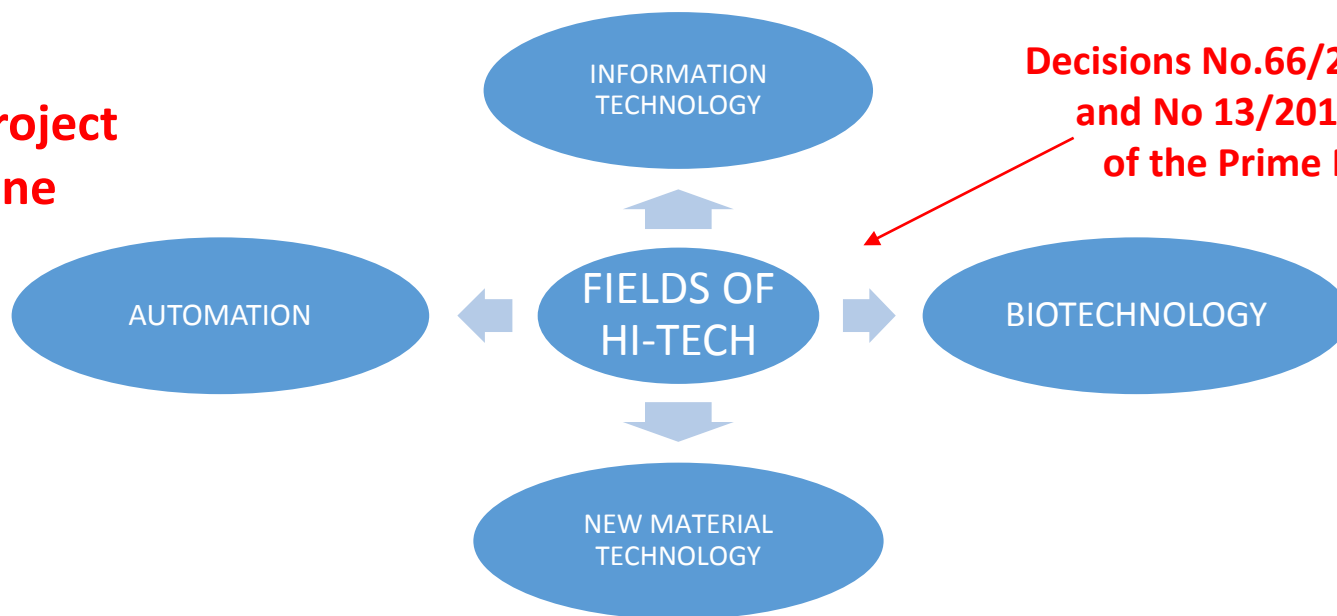 INFORMATION
TECHNOLOGY
Decisions No.66/2
and No 13/201
of the Prime
roject
ne
AUTOMATION
FIELDS OF
HI-TECH
BIOTECHNOLOGY
NEW MATERIAL
TECHNOLOGY